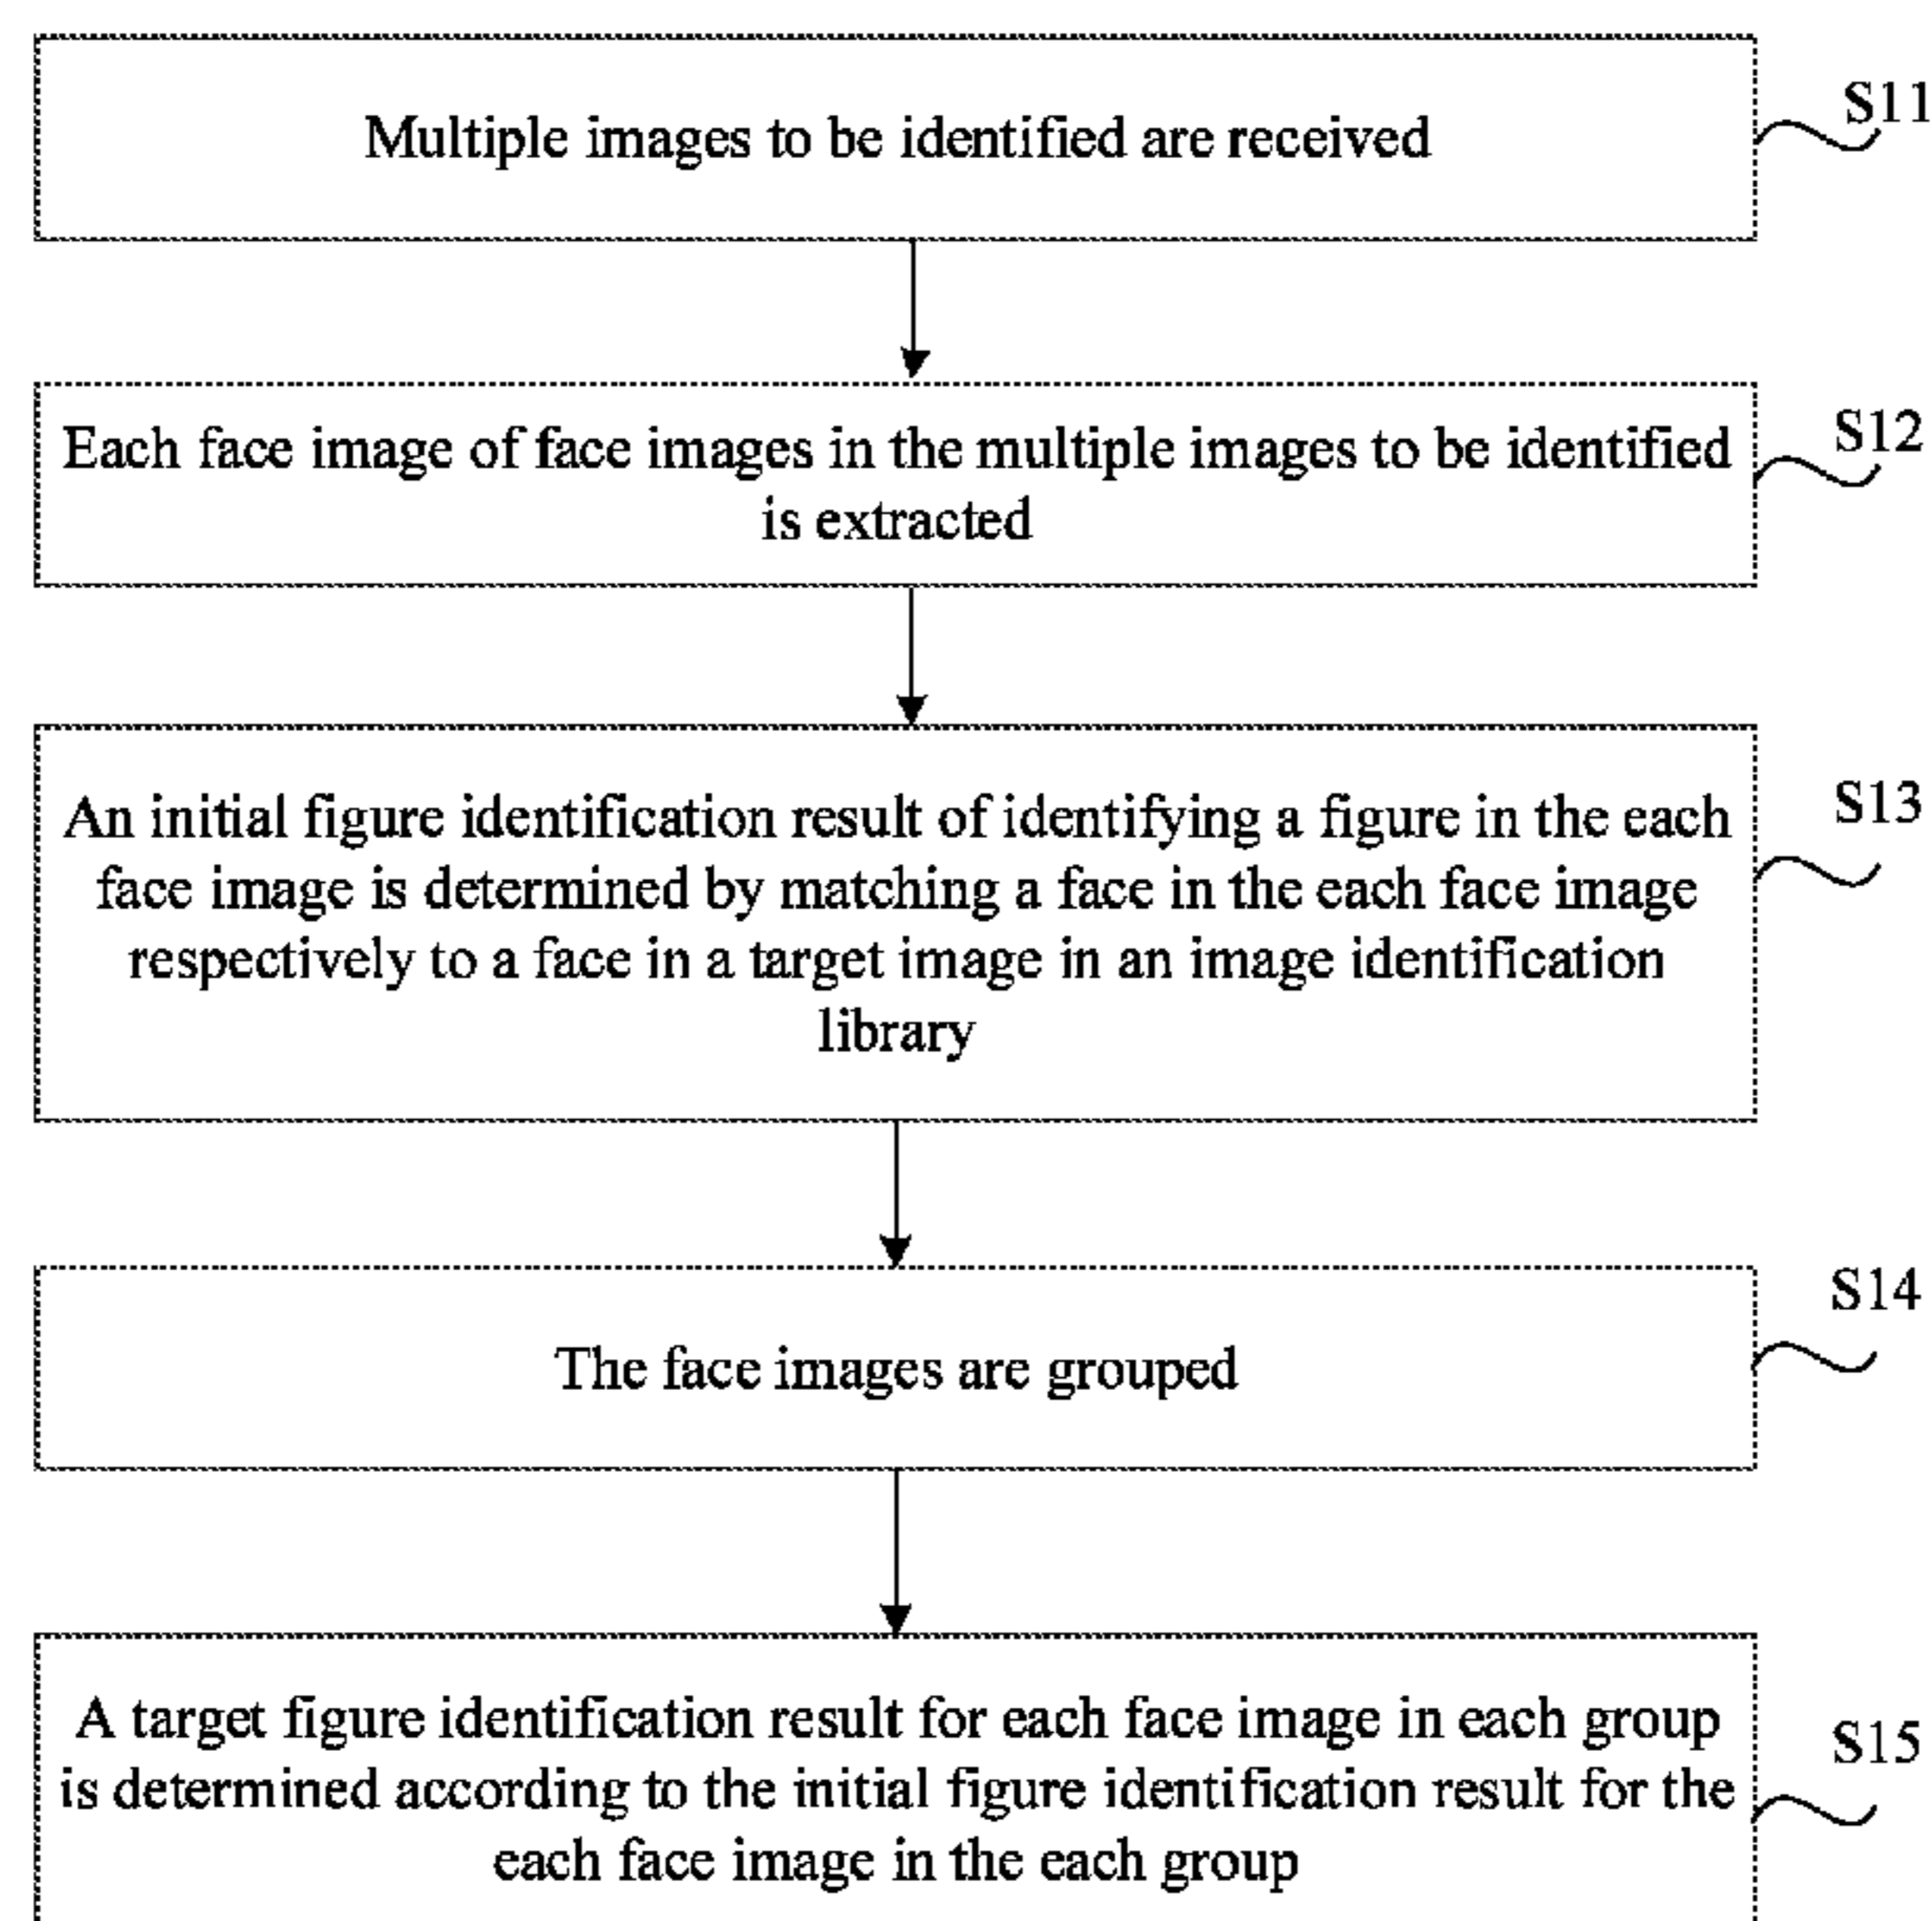 Multiple images to be identified are received
S11
Each face image of face images in the multiple images to be identified
is extracted
S12
An initial figure identification result of identifying a figure in the each
face image is determined by matching a face in the each face image
respectively to a face in a target image in an image identification
library
S13
The face images are grouped
S14
A target figure identification result for each face image in each group
is determined according to the initial figure identification result for the
each face image in the each group
S15